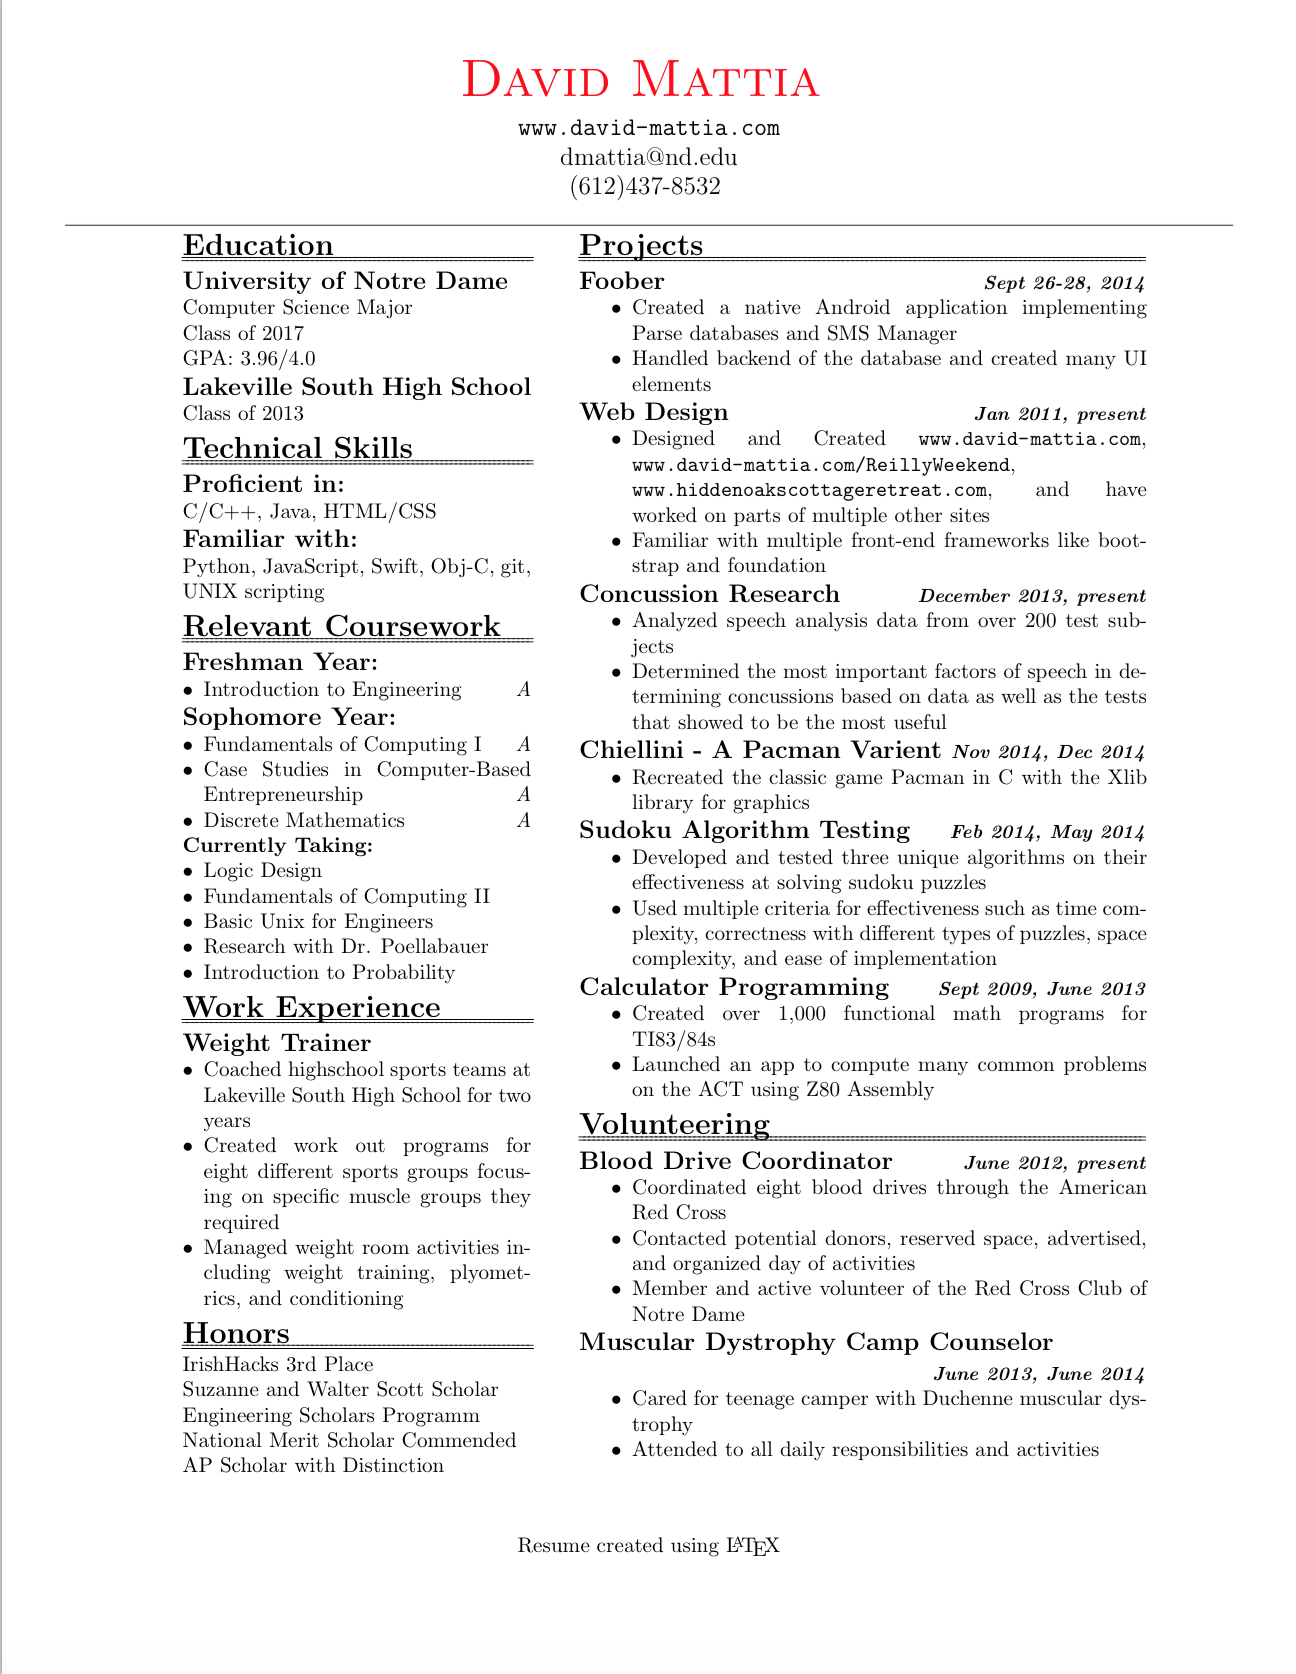 David Mattia
www.david-mattia.com
dmattia@nd.edu
(612)437-8532
Education
University of Notre Dame
Computer Science Major
Class of 2017
GPA: 3.96/4.0
Lakeville South High School
Class of 2013
Technical Skills
Proficient in:
C/C++, Java, HTML/CSS
Familiar with:
Python, JavaScript, Swift, Obj-C, git,
UNIX scripting
Relevant Coursework
Freshman Year:
• Introduction to Engineering A
Sophomore Year:
• Fundamentals of Computing I A
• Case Studies in Computer-Based
Entrepreneurship A
• Discrete Mathematics A
Currently Taking:
• Logic Design
• Fundamentals of Computing II
• Basic Unix for Engineers
• Research with Dr. Poellabauer
• Introduction to Probability
Work Experience
Weight Trainer
• Coached highschool sports teams at
Lakeville South High School for two
years
• Created work out programs for
eight different sports groups focus-
ing on specific muscle groups they
required
• Managed weight room activities in-
cluding weight training, plyomet-
rics, and conditioning
Honors
IrishHacks 3rd Place
Suzanne and Walter Scott Scholar
Engineering Scholars Programm
National Merit Scholar Commended
AP Scholar with Distinction
Projects
Foober Sept 26-28, 2014
• Created a native Android application implementing
Parse databases and SMS Manager
• Handled backend of the database and created many UI
elements
Web Design Jan 2011, present
• Designed and Created www.david-mattia.com,
www.david-mattia.com/ReillyWeekend,
www.hiddenoakscottageretreat.com, and have
worked on parts of multiple other sites
• Familiar with multiple front-end frameworks like boot-
strap and foundation
Concussion Research December 2013, present
• Analyzed speech analysis data from over 200 test sub-
jects
• Determined the most important factors of speech in de-
termining concussions based on data as well as the tests
that showed to be the most useful
Chiellini - A Pacman Varient Nov 2014, Dec 2014
• Recreated the classic game Pacman in C with the Xlib
library for graphics
Sudoku Algorithm Testing Feb 2014, May 2014
• Developed and tested three unique algorithms on their
effectiveness at solving sudoku puzzles
• Used multiple criteria for effectiveness such as time com-
plexity, correctness with different types of puzzles, space
complexity, and ease of implementation
Calculator Programming Sept 2009, June 2013
• Created over 1,000 functional math programs for
TI83/84s
• Launched an app to compute many common problems
on the ACT using Z80 Assembly
Volunteering
Blood Drive Coordinator June 2012, present
• Coordinated eight blood drives through the American
Red Cross
• Contacted potential donors, reserved space, advertised,
and organized day of activities
• Member and active volunteer of the Red Cross Club of
Notre Dame
Muscular Dystrophy Camp Counselor
June 2013, June 2014
• Cared for teenage camper with Duchenne muscular dys-
trophy
• Attended to all daily responsibilities and activities
Resume created using LATEX